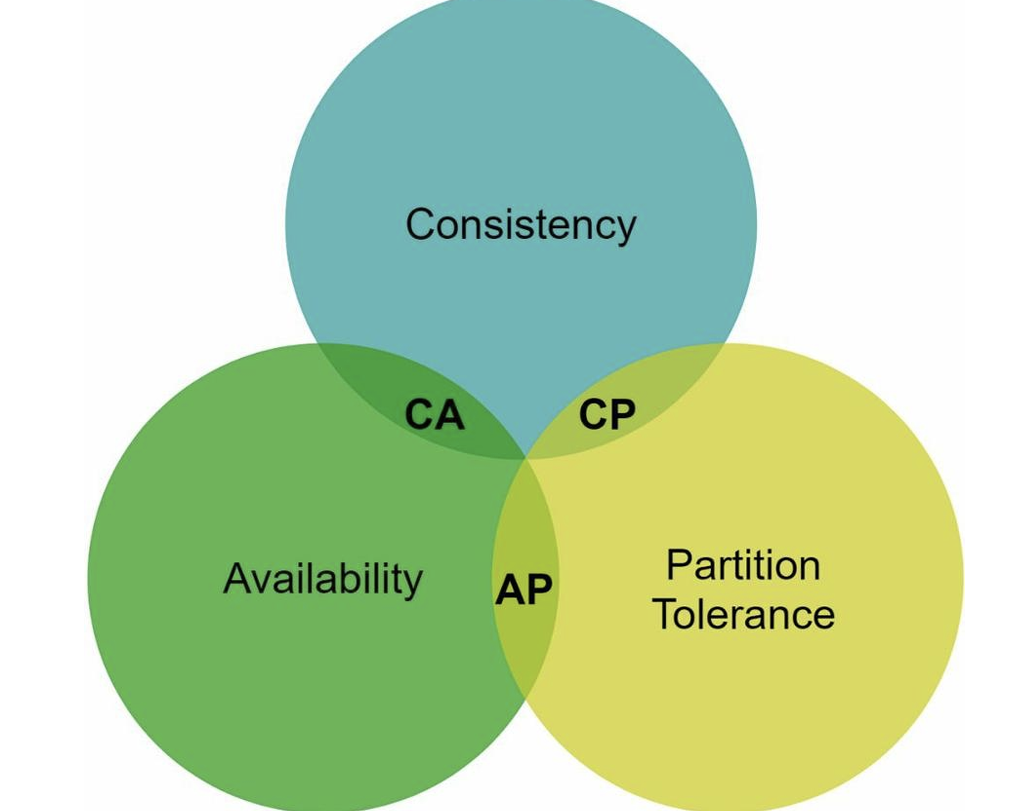 Consistency
CA
CP
Availability
AP
Partition
Tolerance